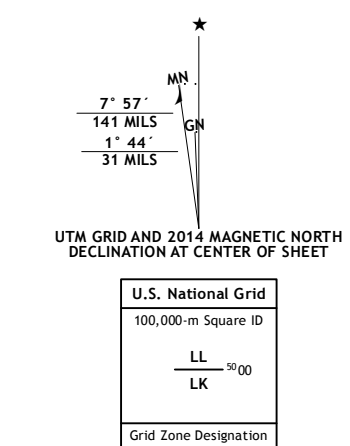 ★
MN
7° 57´
141 MILS
GN
1° 44´
31 MILS
UTM GRID AND 2014 MAGNETIC NORTH
DECLINATION AT CENTER OF SHEET
U.S. National Grid
100,000-m Square ID
LL
5000
LK
Grid Zone Designation